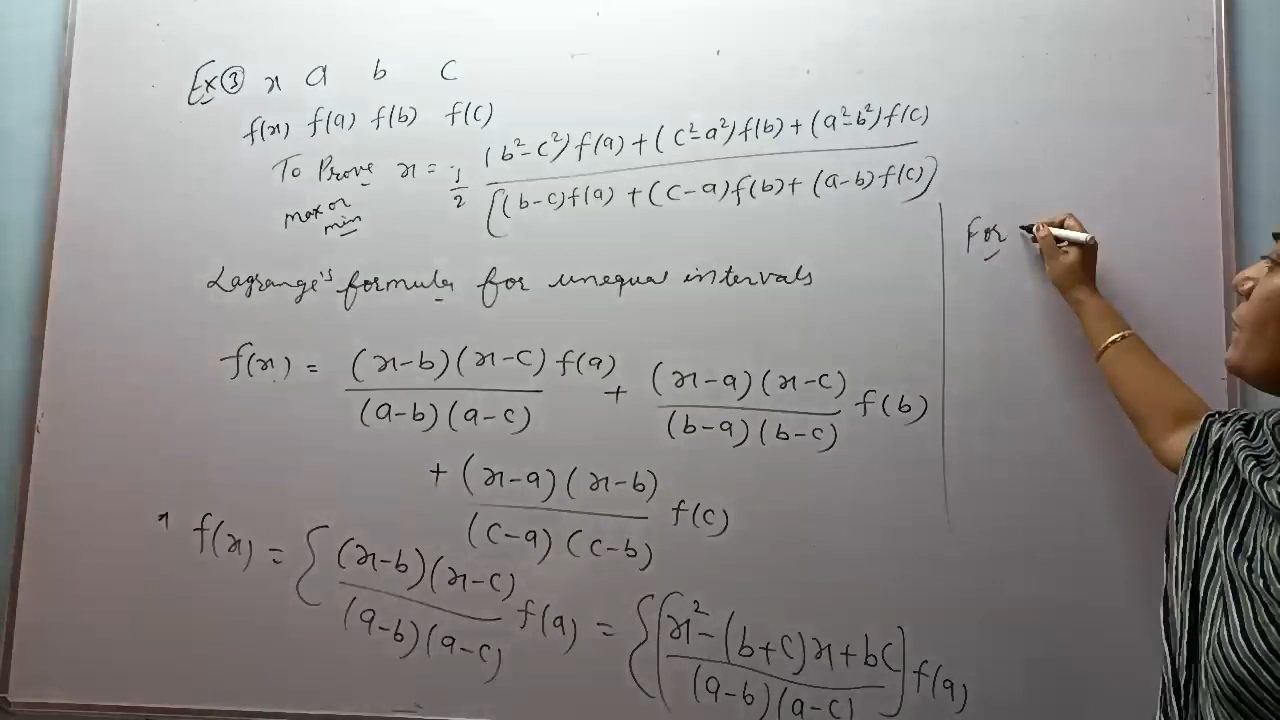 Ex③ x a b c
f(x) f(a) f(b) f(c)
To Prove x = 1/2 (b²-c²)f(a)+(c²-a²)f(b)+(a²-b²)f(c) / [(b-c)f(a)+(c-a)f(b)+(a-b)f(c)]
max or
min
For
Lagrange's formula for unequal intervals
f(x) = (x-b)(x-c)f(a) / (a-b)(a-c) + (x-a)(x-c) / (b-a)(b-c) f(b)
+ (x-a)(x-b) / (c-a)(c-b) f(c)
f(x) = { (x-b)(x-c) / (a-b)(a-c) f(a) = { [x²-(b+c)x+bc / (a-b)(a-c)] f(a)